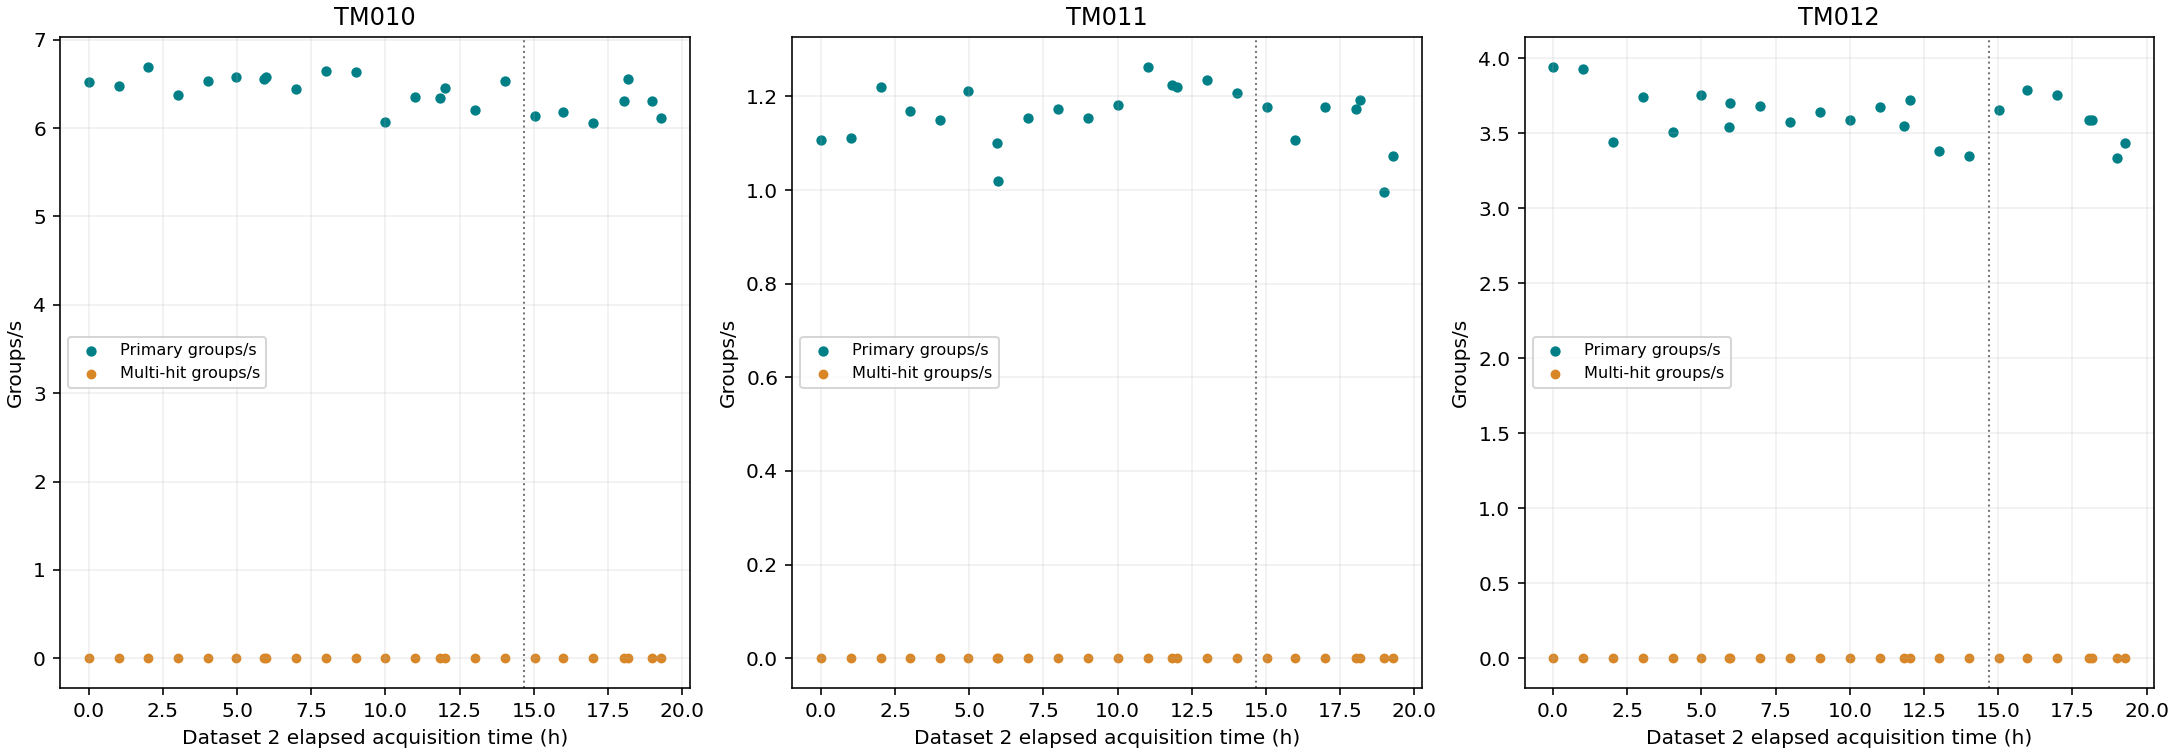 TM010
7
6
5
4
3
2
1
0
Groups/s
Primary groups/s
Multi-hit groups/s
0.0 2.5 5.0 7.5 10.0 12.5 15.0 17.5 20.0
Dataset 2 elapsed acquisition time (h)
TM011
1.2
1.0
0.8
0.6
0.4
0.2
0.0
Groups/s
Primary groups/s
Multi-hit groups/s
0.0 2.5 5.0 7.5 10.0 12.5 15.0 17.5 20.0
Dataset 2 elapsed acquisition time (h)
TM012
4.0
3.5
3.0
2.5
2.0
1.5
1.0
0.5
0.0
Groups/s
Primary groups/s
Multi-hit groups/s
0.0 2.5 5.0 7.5 10.0 12.5 15.0 17.5 20.0
Dataset 2 elapsed acquisition time (h)